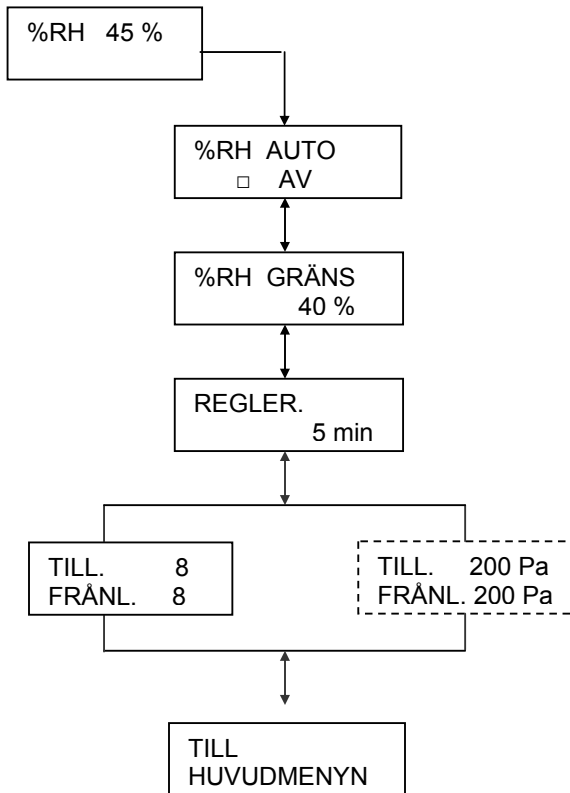 %RH 45 %
%RH AUTO
□ AV
%RH GRÄNS
40 %
REGLER.
5 min
TILL. 8
FRÅNL. 8
TILL. 200 Pa
FRÅNL. 200 Pa
TILL
HUVUDMENYN